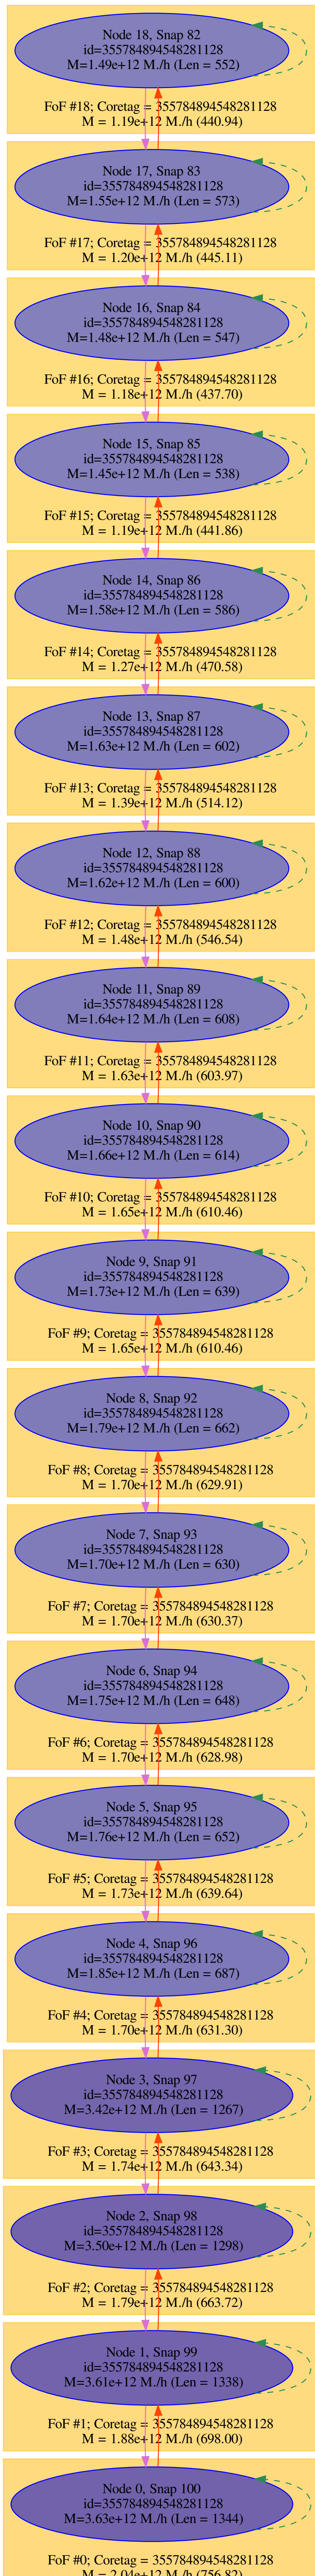 Node 18, Snap 82
id=355784894548281128
M=1.49e+12 M./h (Len = 552)
FoF #18; Coretag = 355784894548281128
M = 1.19e+12 M./h (440.94)
Node 17, Snap 83
id=355784894548281128
M=1.55e+12 M./h (Len = 573)
FoF #17; Coretag = 355784894548281128
M = 1.20e+12 M./h (445.11)
Node 16, Snap 84
id=355784894548281128
M=1.48e+12 M./h (Len = 547)
FoF #16; Coretag = 355784894548281128
M = 1.18e+12 M./h (437.70)
Node 15, Snap 85
id=355784894548281128
M=1.45e+12 M./h (Len = 538)
FoF #15; Coretag = 355784894548281128
M = 1.19e+12 M./h (441.86)
Node 14, Snap 86
id=355784894548281128
M=1.58e+12 M./h (Len = 586)
FoF #14; Coretag = 355784894548281128
M = 1.27e+12 M./h (470.58)
Node 13, Snap 87
id=355784894548281128
M=1.63e+12 M./h (Len = 602)
FoF #13; Coretag = 355784894548281128
M = 1.39e+12 M./h (514.12)
Node 12, Snap 88
id=355784894548281128
M=1.62e+12 M./h (Len = 600)
FoF #12; Coretag = 355784894548281128
M = 1.48e+12 M./h (546.54)
Node 11, Snap 89
id=355784894548281128
M=1.64e+12 M./h (Len = 608)
FoF #11; Coretag = 355784894548281128
M = 1.63e+12 M./h (603.97)
Node 10, Snap 90
id=355784894548281128
M=1.66e+12 M./h (Len = 614)
FoF #10; Coretag = 355784894548281128
M = 1.65e+12 M./h (610.46)
Node 9, Snap 91
id=355784894548281128
M=1.73e+12 M./h (Len = 639)
FoF #9; Coretag = 355784894548281128
M = 1.65e+12 M./h (610.46)
Node 8, Snap 92
id=355784894548281128
M=1.79e+12 M./h (Len = 662)
FoF #8; Coretag = 355784894548281128
M = 1.70e+12 M./h (629.91)
Node 7, Snap 93
id=355784894548281128
M=1.70e+12 M./h (Len = 630)
FoF #7; Coretag = 355784894548281128
M = 1.70e+12 M./h (630.37)
Node 6, Snap 94
id=355784894548281128
M=1.75e+12 M./h (Len = 648)
FoF #6; Coretag = 355784894548281128
M = 1.70e+12 M./h (628.98)
Node 5, Snap 95
id=355784894548281128
M=1.76e+12 M./h (Len = 652)
FoF #5; Coretag = 355784894548281128
M = 1.73e+12 M./h (639.64)
Node 4, Snap 96
id=355784894548281128
M=1.85e+12 M./h (Len = 687)
FoF #4; Coretag = 355784894548281128
M = 1.70e+12 M./h (631.30)
Node 3, Snap 97
id=355784894548281128
M=3.42e+12 M./h (Len = 1267)
FoF #3; Coretag = 355784894548281128
M = 1.74e+12 M./h (643.34)
Node 2, Snap 98
id=355784894548281128
M=3.50e+12 M./h (Len = 1298)
FoF #2; Coretag = 355784894548281128
M = 1.79e+12 M./h (663.72)
Node 1, Snap 99
id=355784894548281128
M=3.61e+12 M./h (Len = 1338)
FoF #1; Coretag = 355784894548281128
M = 1.88e+12 M./h (698.00)
Node 0, Snap 100
id=355784894548281128
M=3.63e+12 M./h (Len = 1344)
FoF #0; Coretag = 355784894548281128
M = 2.04e+12 M./h (756.82)